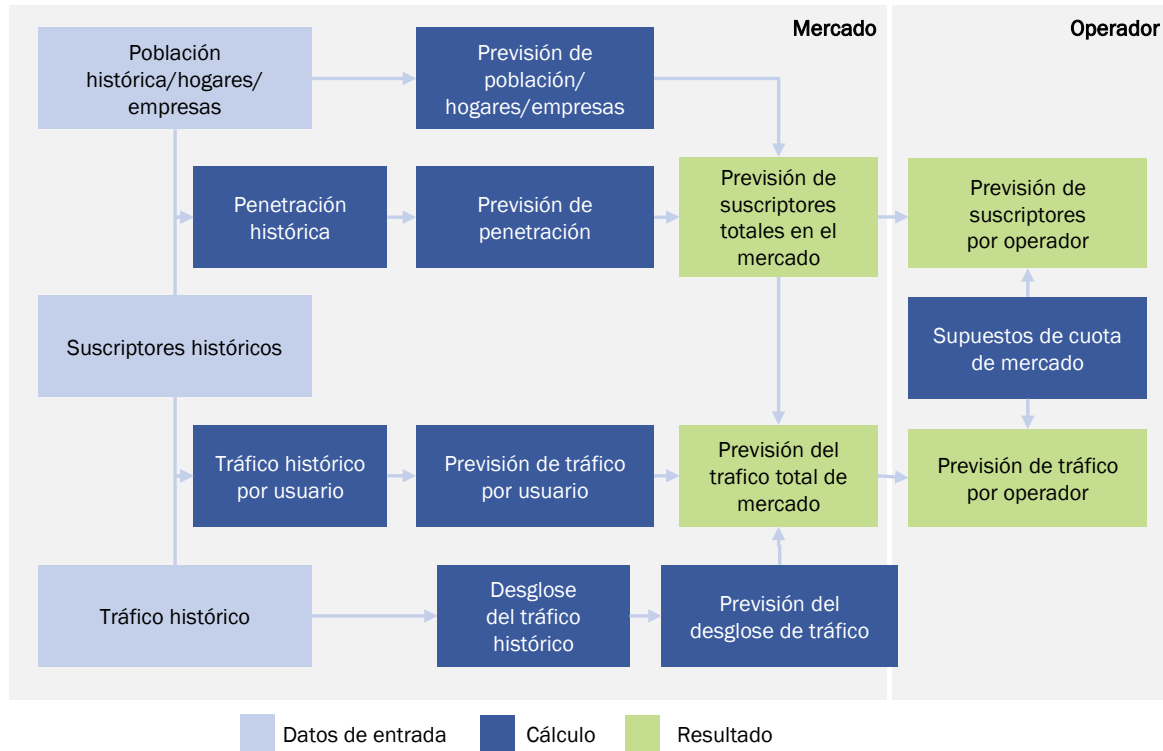 Mercado
Operador
Población
histórica/hogares/
empresas
Previsión de
población/
hogares/empresas
Penetración
histórica
Previsión de
penetración
Previsión de
suscriptores
totales en el
mercado
Previsión de
suscriptores
por operador
Suscriptores históricos
Supuestos de cuota
de mercado
Tráfico histórico
por usuario
Previsión de tráfico
por usuario
Previsión del
trafico total de
mercado
Previsión de tráfico
por operador
Tráfico histórico
Desglose
del tráfico
histórico
Previsión del
desglose de tráfico
Datos de entrada
Cálculo
Resultado